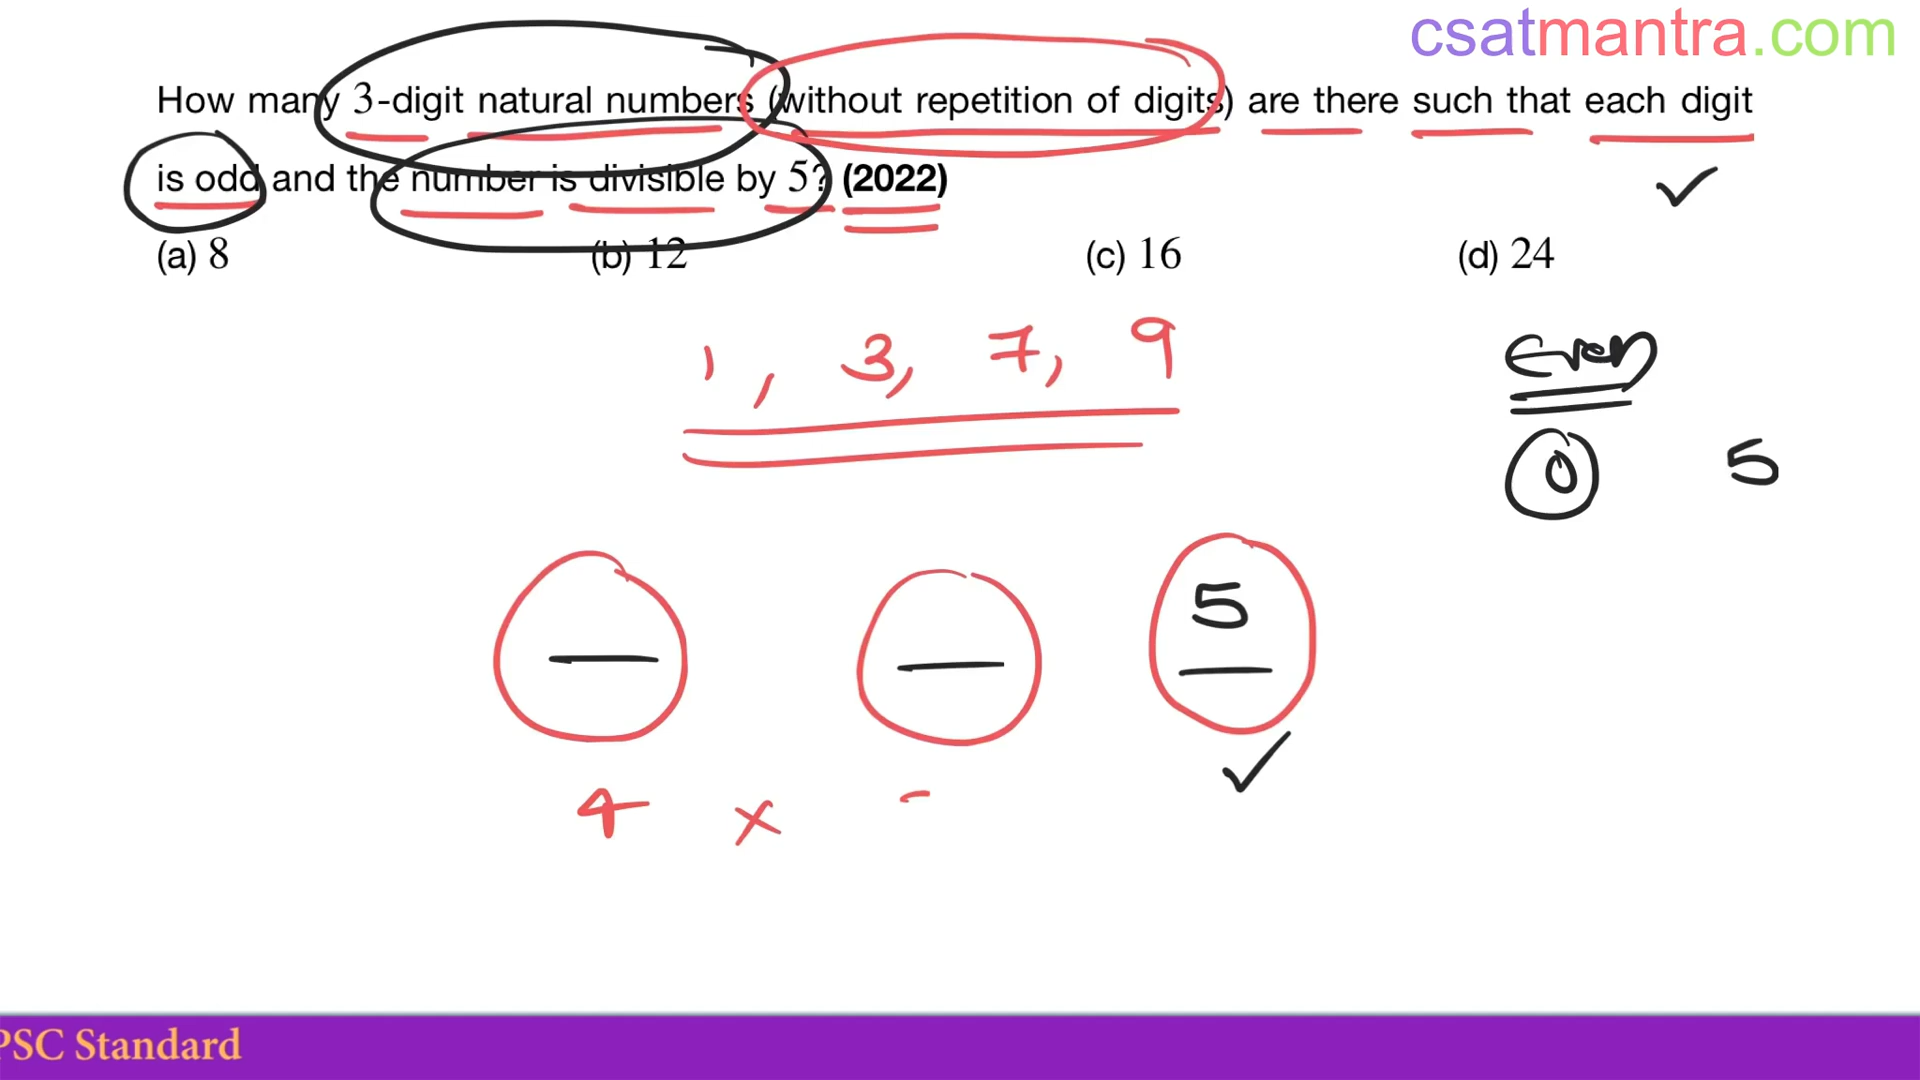 csatmantra.com
How many 3-digit natural numbers (without repetition of digits) are there such that each digit
is odd and the number is divisible by 5? (2022)
(a) 8 (b) 12 (c) 16 (d) 24
1, 3, 7, 9
Even
0 5
5
4 ×
PSC Standard